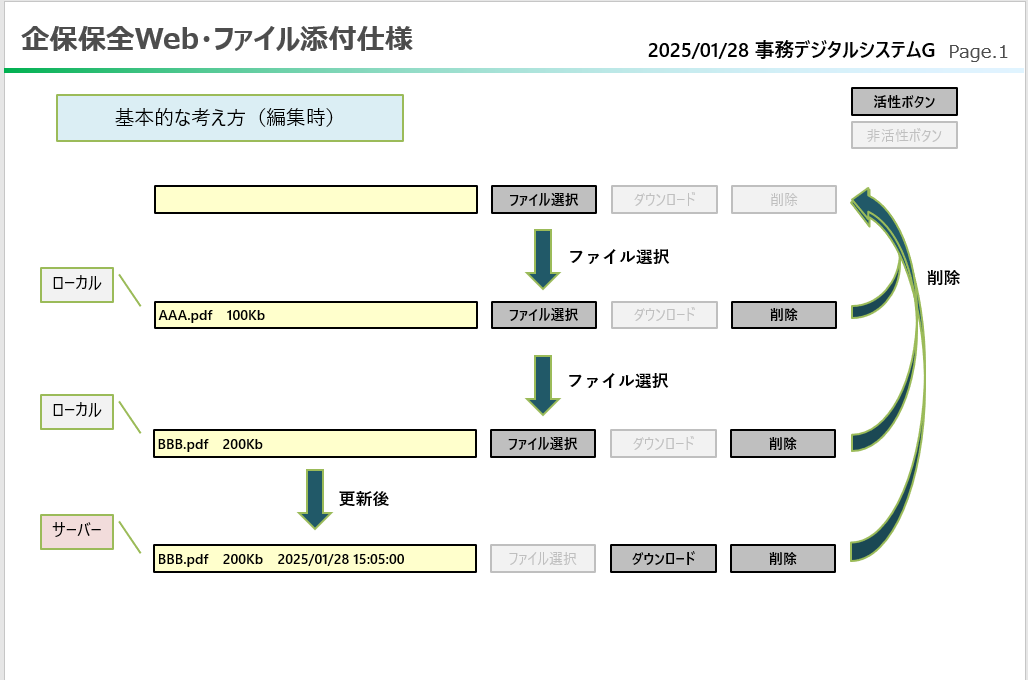 企保保全Web・ファイル添付仕様
2025/01/28 事務デジタルシステムG Page.1
基本的な考え方（編集時）
活性ボタン
非活性ボタン
ファイル選択 ダウンロード 削除
ファイル選択
削除
ローカル
AAA.pdf 100Kb ファイル選択 ダウンロード 削除
ファイル選択
ローカル
BBB.pdf 200Kb ファイル選択 ダウンロード 削除
更新後
サーバー
BBB.pdf 200Kb 2025/01/28 15:05:00 ファイル選択 ダウンロード 削除